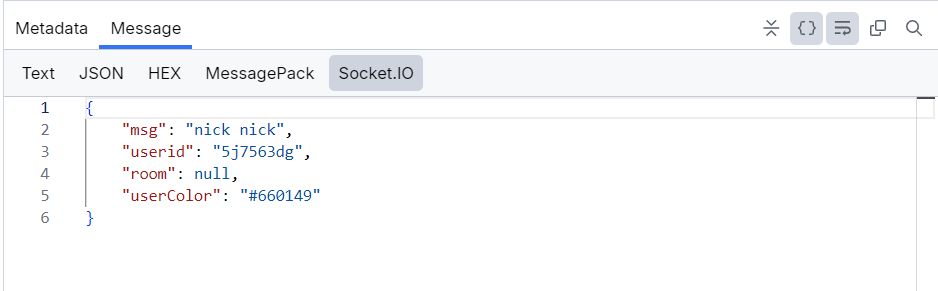 Metadata Message
Text JSON HEX MessagePack Socket.IO
1 {
2 "msg": "nick nick",
3 "userid": "5j7563dg",
4 "room": null,
5 "userColor": "#660149"
6 }